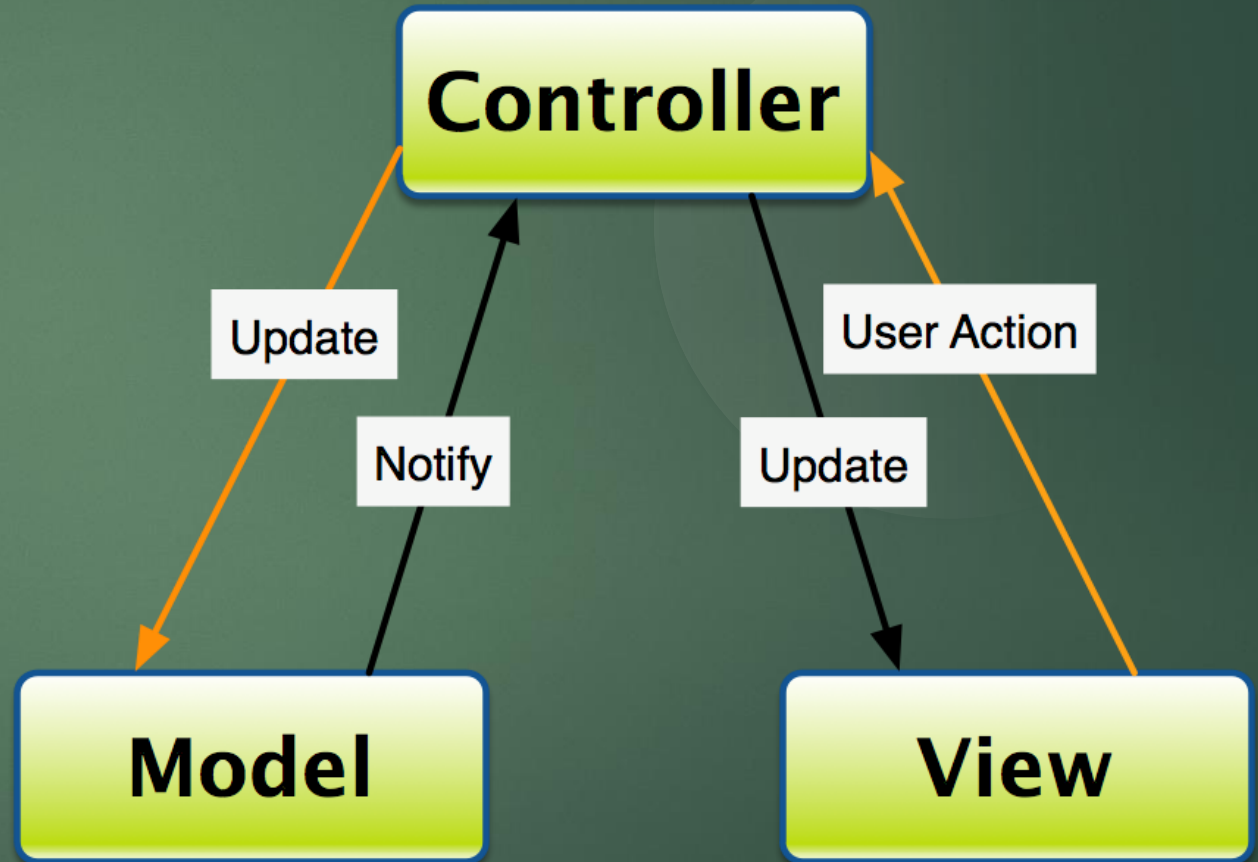 Controller
Update
User Action
Notify
Update
Model
View